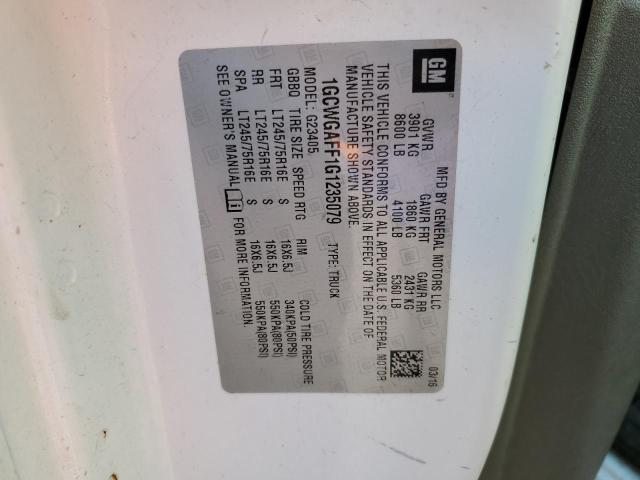 GM
MFD BY GENERAL MOTORS LLC 03/16
GVWR GAWR FRT GAWR RR
3901 KG 1860 KG 2431 KG
8600 LB 4100 LB 5360 LB
THIS VEHICLE CONFORMS TO ALL APPLICABLE U.S. FEDERAL MOTOR
VEHICLE SAFETY STANDARDS IN EFFECT ON THE DATE OF
MANUFACTURE SHOWN ABOVE.
1GCWGAFF1G1235079 TYPE: TRUCK
MODEL: G23405
GBBQ TIRE SIZE SPEED RTG RIM COLD TIRE PRESSURE
FRT LT245/75R16E S 16X6.5J 340KPA(50PSI)
RR LT245/75R16E S 16X6.5J 550KPA(80PSI)
SPA LT245/75R16E S 16X6.5J 550KPA(80PSI)
SEE OWNER'S MANUAL FOR MORE INFORMATION.